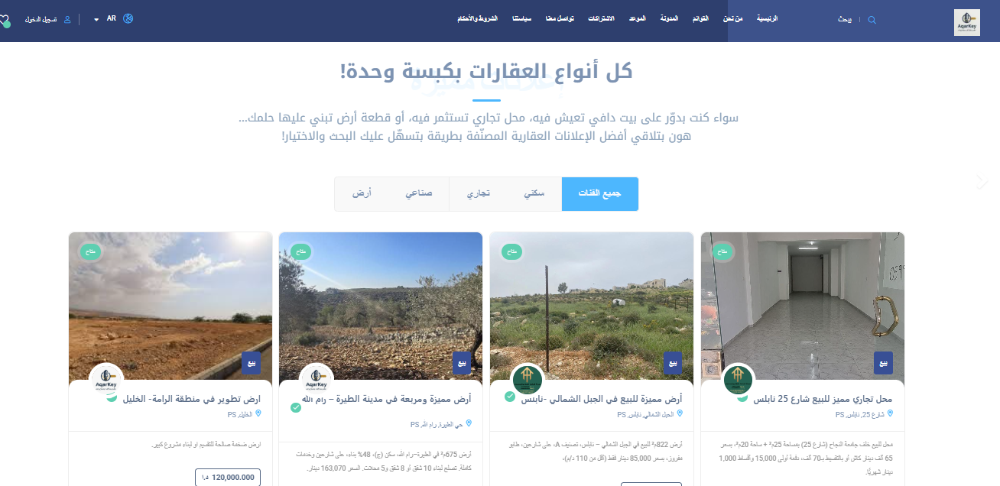 AqarKey
يبحث
الرئيسية
من نحن
القوائم
المدونة
الموعد
الاشتراكات
تواصل معنا
سياستنا
الشروط والأحكام
AR
تسجيل الدخول
إعلانات مميزة
كل أنواع العقارات بكبسة وحدة!
سواء كنت بدوّر على بيت دافي تعيش فيه، محل تجاري تستثمر فيه، أو قطعة أرض تبني عليها حلمك...
هون بتلاقي أفضل الإعلانات العقارية المصنّفة بطريقة بتسهّل عليك البحث والاختيار!
جميع الفئات
سكني
تجاري
صناعي
أرض
متاح
بيع
محل تجاري مميز للبيع شارع 25 نابلس
شارع 25, نابلس, PS
محل للبيع خلف جامعة النجاح (شارع 25) بمساحة 25م² + ساحة 20م²، بسعر
65 ألف دينار كاش أو بالتقسيط بـ70 ألف، دفعة أولى 15,000 وأقساط 1,000
دينار شهريًا.
متاح
بيع
أرض مميزة للبيع في الجبل الشمالي -نابلس
الجبل الشمالي, نابلس, PS
أرض 822م² للبيع في الجبل الشمالي – نابلس، تصنيف A، على شارعين، طابو
مفروز، بسعر 85,000 دينار فقط (أقل من 110 د/م)،
متاح
بيع
AqarKey
أرض مميزة ومربعة في مدينة الطيرة – رام الله
حي الطيرة, رام الله, PS
أرض 675م² في الطيرة–رام الله، سكن (ج)، 48% بناء، على شارعين وخدمات
كاملة. تصلح لبناء 10 شقق أو 8 شقق و5 محلات. السعر 163,070 دينار.
متاح
بيع
AqarKey
ارض تطوير في منطقة الرامة- الخليل
الخليل, PS
ارض ضخمة صالحة للتقسيم او لبناء مشروع كبير.
120,000.000 د.ا